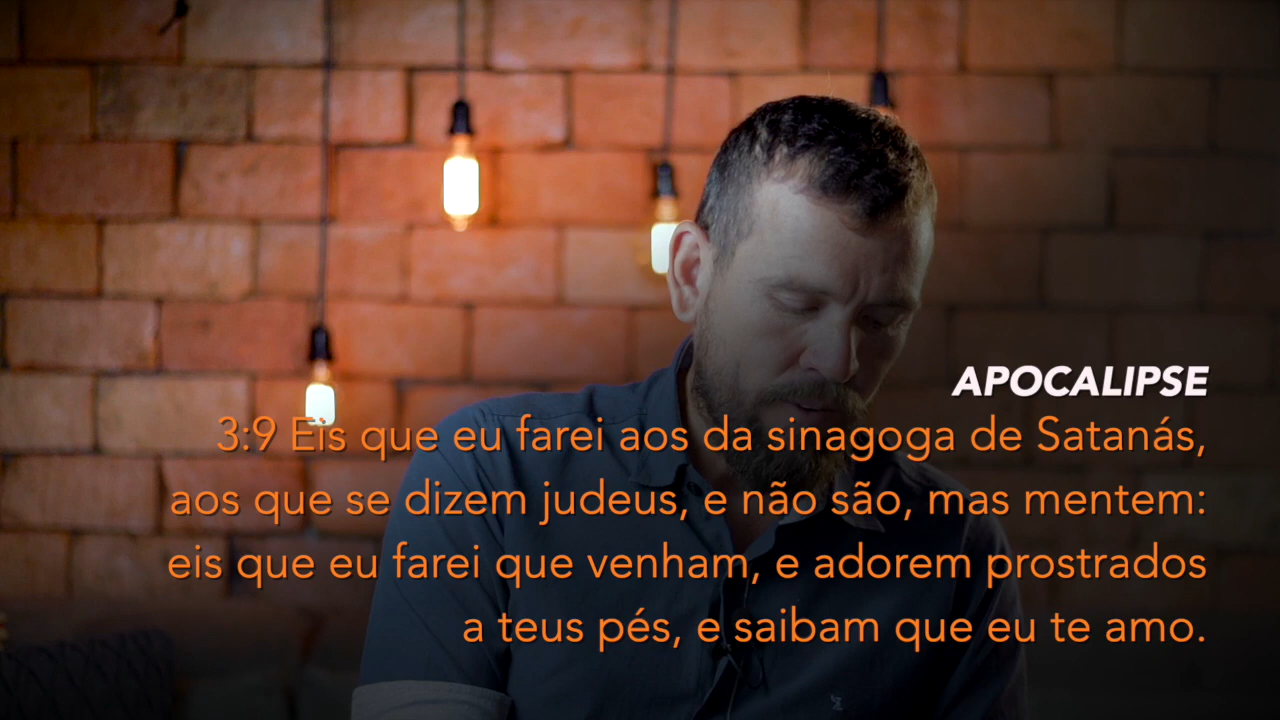 APOCALIPSE
3:9 Eis que eu farei aos da sinagoga de Satanás,
aos que se dizem judeus, e não são, mas mentem:
eis que eu farei que venham, e adorem prostrados
a teus pés, e saibam que eu te amo.